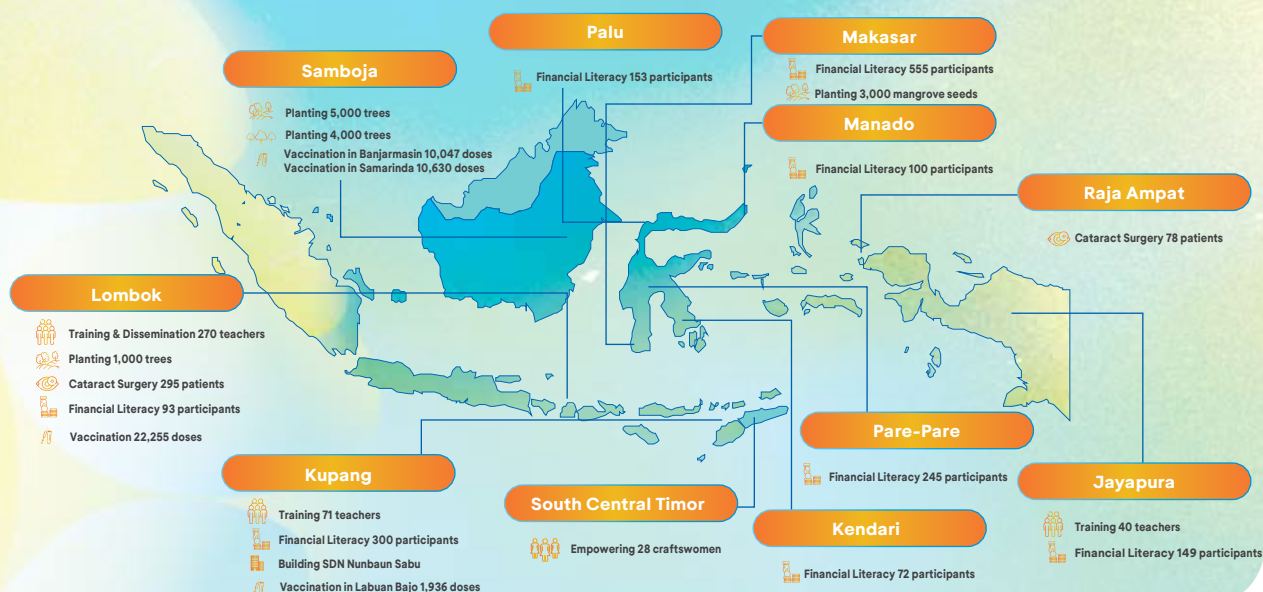 Palu
Financial Literacy 153 participants
Makasar
Financial Literacy 555 participants
Planting 3,000 mangrove seeds
Samboja
Planting 5,000 trees
Planting 4,000 trees
Vaccination in Banjarmasin 10,047 doses
Vaccination in Samarinda 10,630 doses
Manado
Financial Literacy 100 participants
Raja Ampat
Cataract Surgery 78 patients
Lombok
Training & Dissemination 270 teachers
Planting 1,000 trees
Cataract Surgery 295 patients
Financial Literacy 93 participants
Vaccination 22,255 doses
Kupang
Training 71 teachers
Financial Literacy 300 participants
Building SDN Nunbaun Sabu
Vaccination in Labuan Bajo 1,936 doses
South Central Timor
Empowering 28 craftswomen
Pare-Pare
Financial Literacy 245 participants
Kendari
Financial Literacy 72 participants
Jayapura
Training 40 teachers
Financial Literacy 149 participants